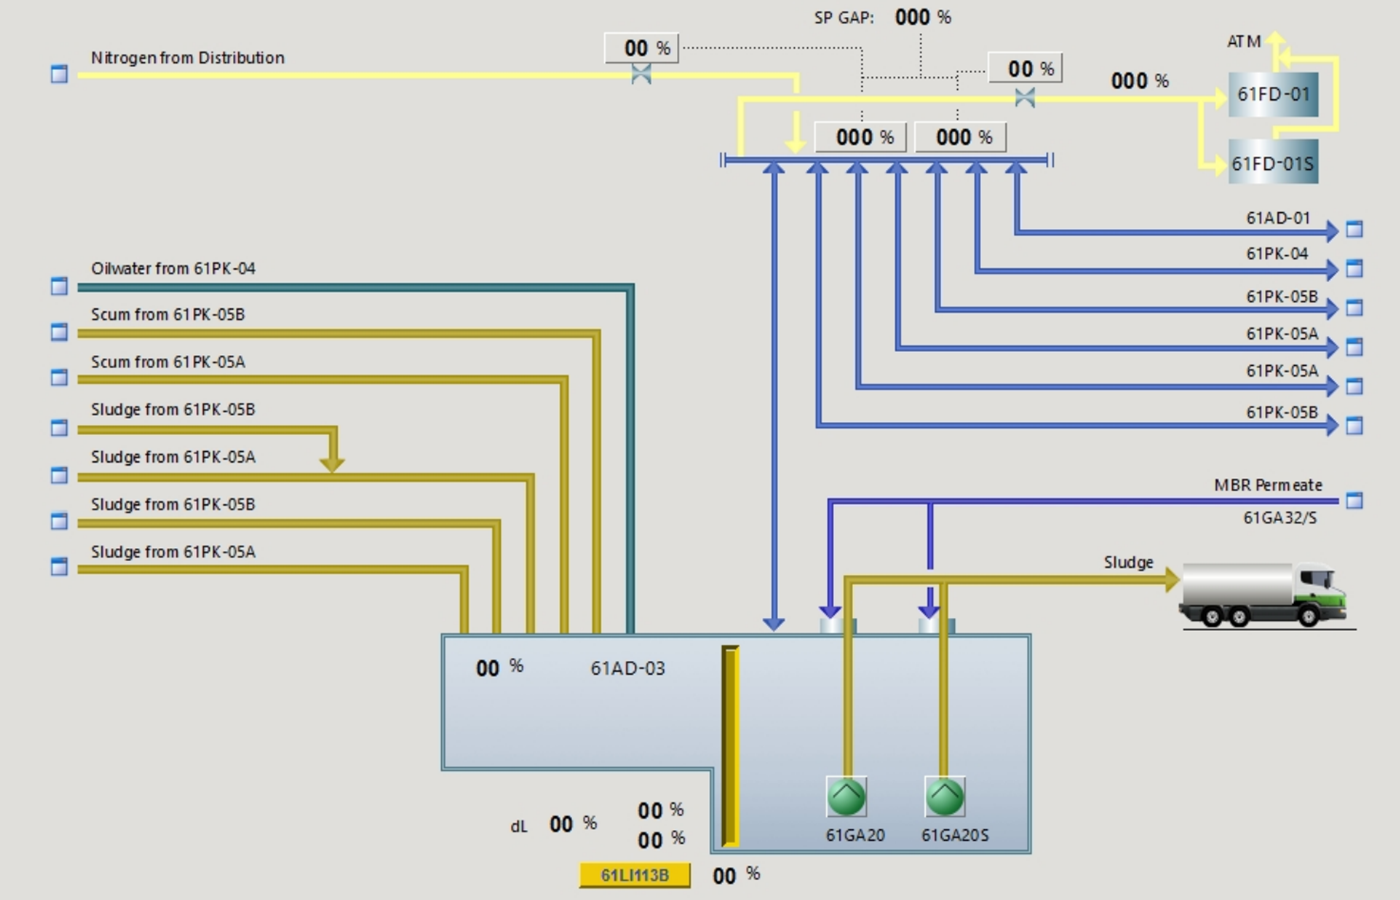 SP GAP: 000 %
Nitrogen from Distribution
00 %
00 %
000 %
ATM
61FD-01
000 %
000 %
61FD-01S
61AD-01
61PK-04
61PK-05B
61PK-05A
61PK-05A
61PK-05B
Oilwater from 61PK-04
Scum from 61PK-05B
Scum from 61PK-05A
Sludge from 61PK-05B
Sludge from 61PK-05A
Sludge from 61PK-05B
Sludge from 61PK-05A
MBR Permeate
61GA32/S
Sludge
00 %
61AD-03
61GA20
61GA20S
dL 00 %
00 %
00 %
61LI113B
00 %